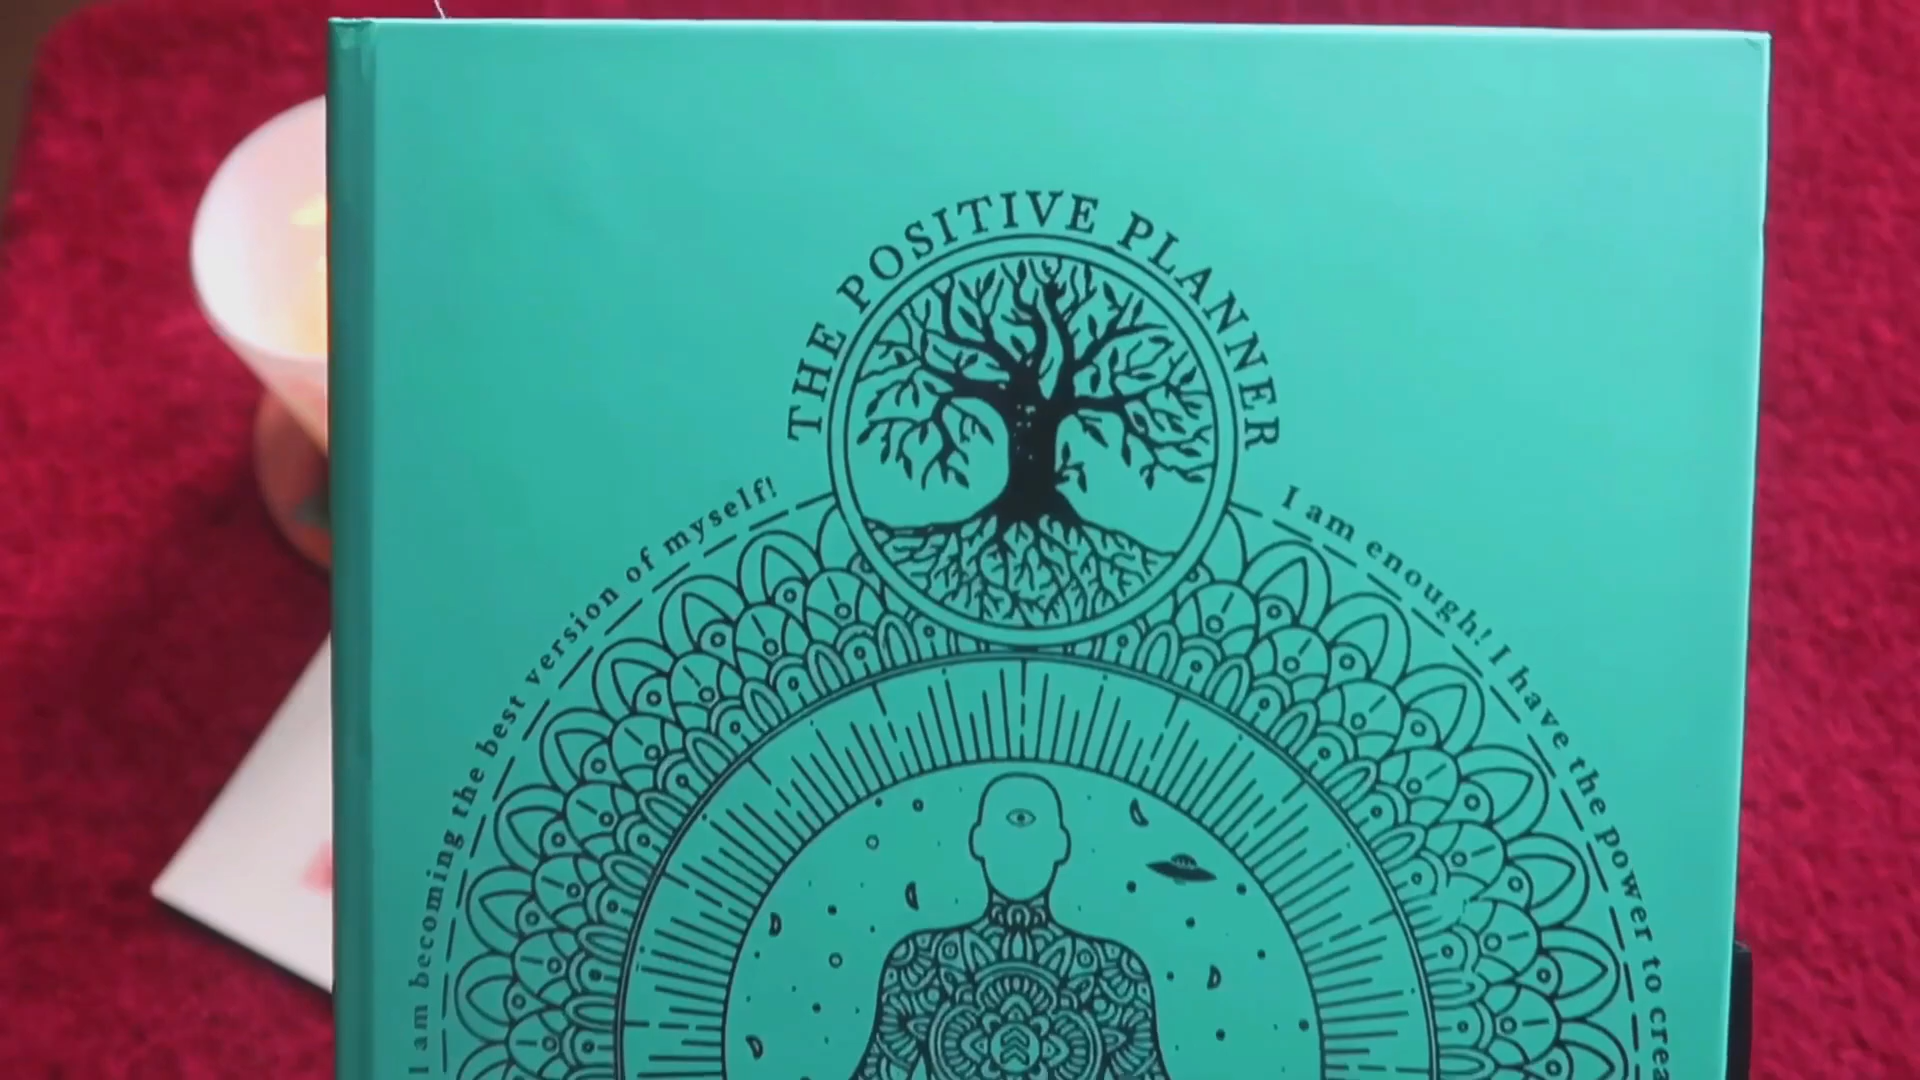 THE POSITIVE PLANNER
I am becoming the best version of myself!
I am enough! I have the power to crea